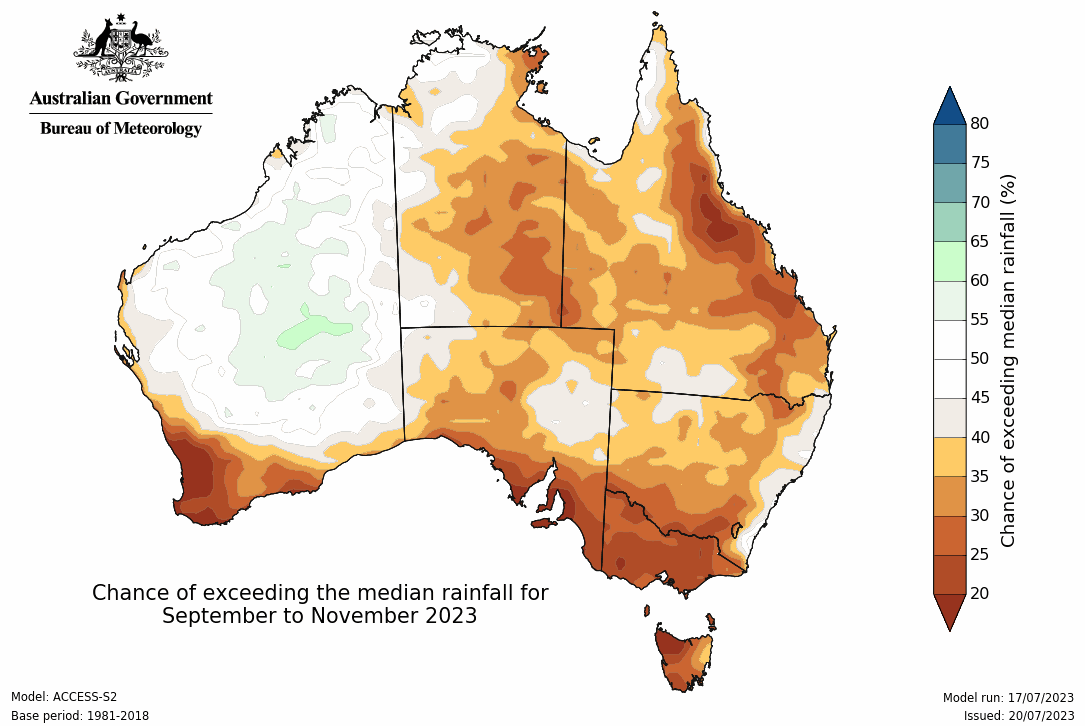 Australian Government
Bureau of Meteorology
80
75
70
65
60
55
50
45
40
35
30
25
20
Chance of exceeding median rainfall (%)
Chance of exceeding the median rainfall for
September to November 2023
Model: ACCESS-S2
Base period: 1981-2018
Model run: 17/07/2023
Issued: 20/07/2023